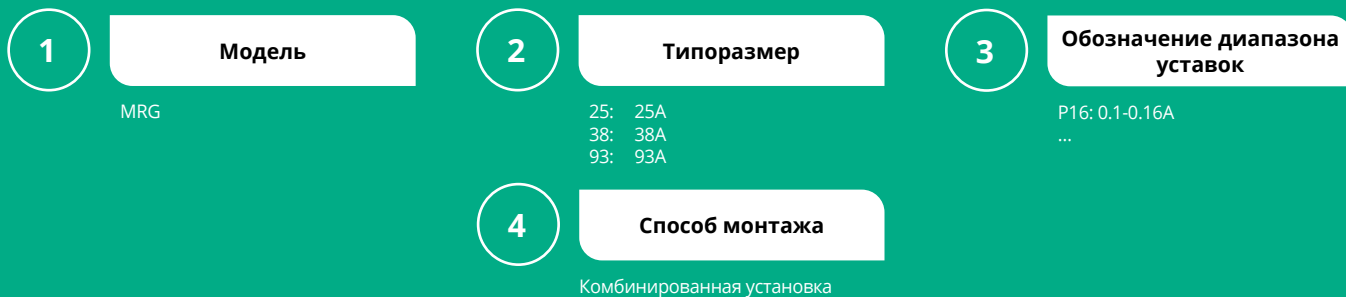 1
Модель
MRG
2
Типоразмер
25: 25A
38: 38A
93: 93A
3
Обозначение диапазона
уставок
P16: 0.1-0.16A
...
4
Способ монтажа
Комбинированная установка